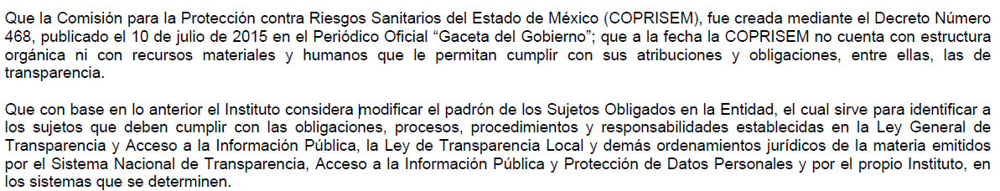 Que la Comisión para la Protección contra Riesgos Sanitarios del Estado de México (COPRISEM), fue creada mediante el Decreto Número
468, publicado el 10 de julio de 2015 en el Periódico Oficial “Gaceta del Gobierno”; que a la fecha la COPRISEM no cuenta con estructura
orgánica ni con recursos materiales y humanos que le permitan cumplir con sus atribuciones y obligaciones, entre ellas, las de
transparencia.
Que con base en lo anterior el Instituto considera modificar el padrón de los Sujetos Obligados en la Entidad, el cual sirve para identificar a
los sujetos que deben cumplir con las obligaciones, procesos, procedimientos y responsabilidades establecidas en la Ley General de
Transparencia y Acceso a la Información Pública, la Ley de Transparencia Local y demás ordenamientos jurídicos de la materia emitidos
por el Sistema Nacional de Transparencia, Acceso a la Información Pública y Protección de Datos Personales y por el propio Instituto, en
los sistemas que se determinen.